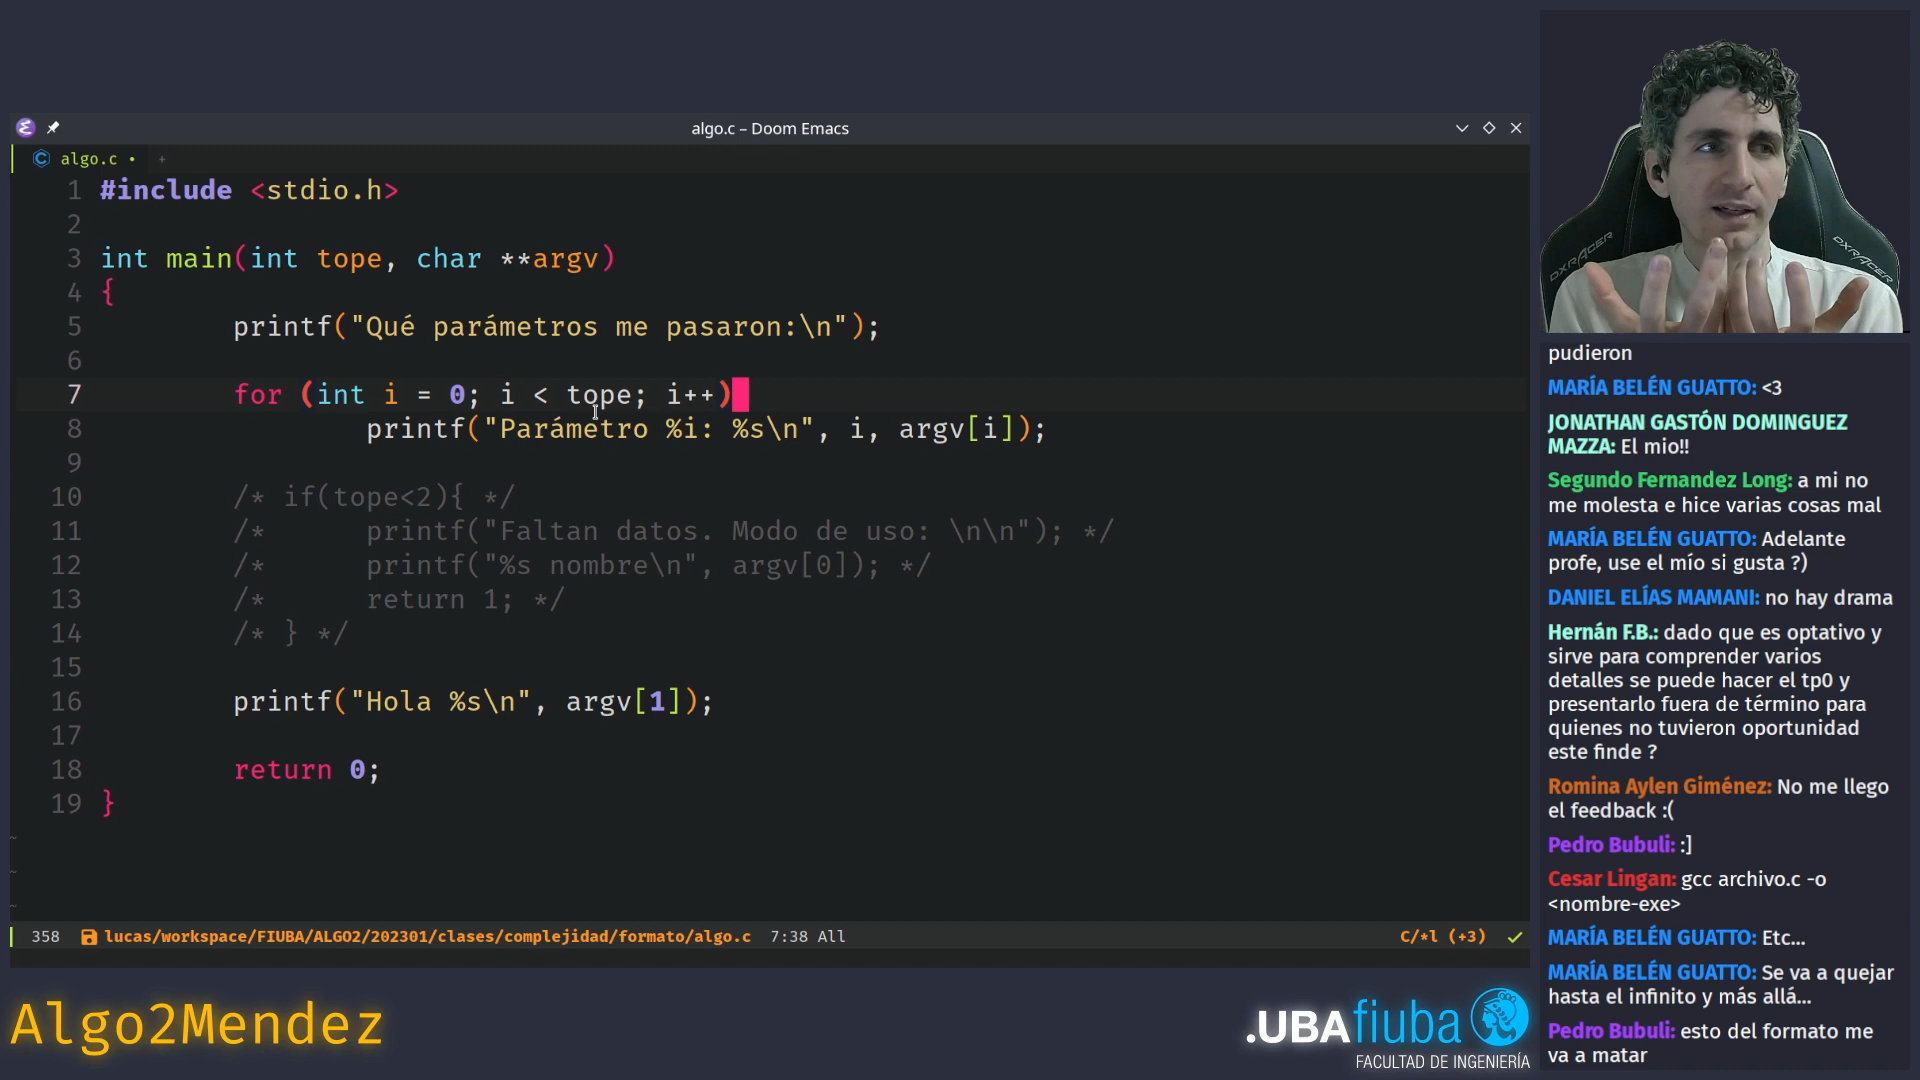 algo.c – Doom Emacs
algo.c •
+
1 #include <stdio.h>
2
3 int main(int tope, char **argv)
4 {
5 printf("Qué parámetros me pasaron:\n");
6
7 for (int i = 0; i < tope; i++)
8 printf("Parámetro %i: %s\n", i, argv[i]);
9
10 /* if(tope<2){ */
11 /* printf("Faltan datos. Modo de uso: \n\n"); */
12 /* printf("%s nombre\n", argv[0]); */
13 /* return 1; */
14 /* } */
15
16 printf("Hola %s\n", argv[1]);
17
18 return 0;
19 }
~
~
~
358 lucas/workspace/FIUBA/ALGO2/202301/clases/complejidad/formato/algo.c 7:38 All C/*l (+3)
Algo2Mendez
.UBAfiuba
FACULTAD DE INGENIERÍA
DXRACER
DXRACER
pudieron
MARÍA BELÉN GUATTO: <3
JONATHAN GASTÓN DOMINGUEZ
MAZZA: El mio!!
Segundo Fernandez Long: a mi no
me molesta e hice varias cosas mal
MARÍA BELÉN GUATTO: Adelante
profe, use el mío si gusta ?)
DANIEL ELÍAS MAMANI: no hay drama
Hernán F.B.: dado que es optativo y
sirve para comprender varios
detalles se puede hacer el tp0 y
presentarlo fuera de término para
quienes no tuvieron oportunidad
este finde ?
Romina Aylen Giménez: No me llego
el feedback :(
Pedro Bubuli: :]
Cesar Lingan: gcc archivo.c -o
<nombre-exe>
MARÍA BELÉN GUATTO: Etc...
MARÍA BELÉN GUATTO: Se va a quejar
hasta el infinito y más allá...
Pedro Bubuli: esto del formato me
va a matar